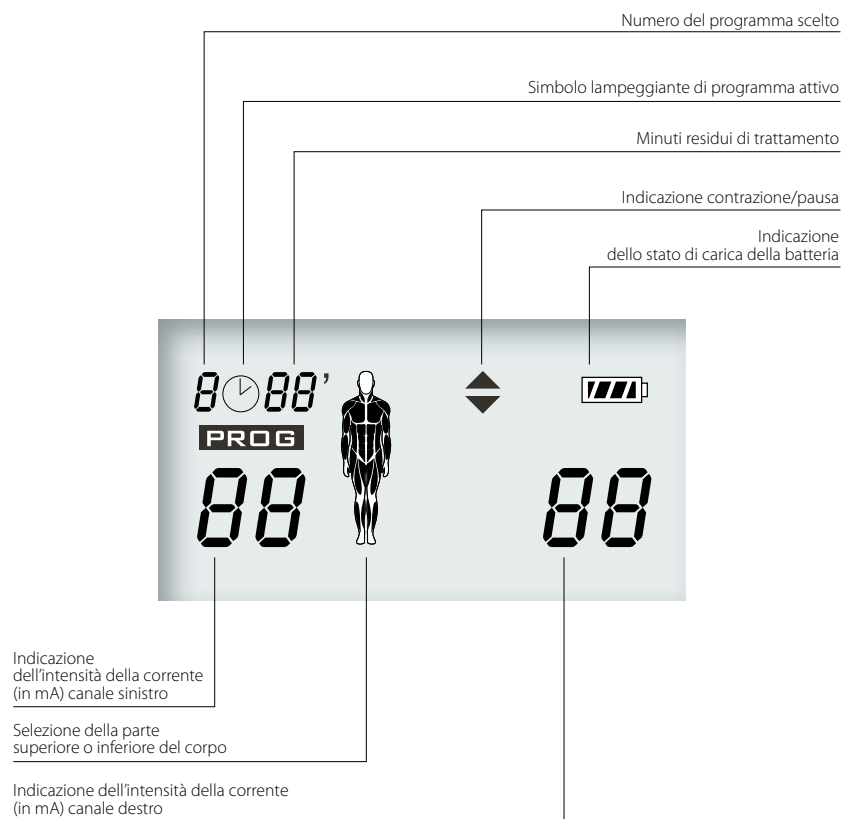 Numero del programma scelto
Simbolo lampeggiante di programma attivo
Minuti residui di trattamento
Indicazione contrazione/pausa
Indicazione
dello stato di carica della batteria
8 88’
PROG
88 88
Indicazione
dell’intensità della corrente
(in mA) canale sinistro
Selezione della parte
superiore o inferiore del corpo
Indicazione dell’intensità della corrente
(in mA) canale destro